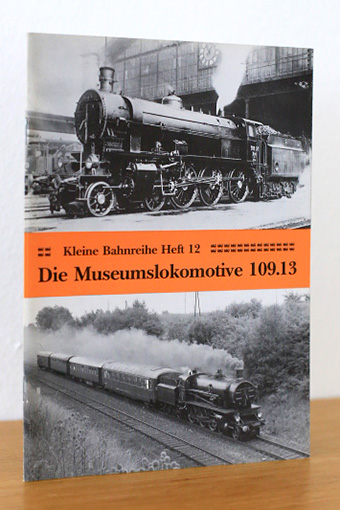 Kleine Bahnreihe Heft 12
Die Museumslokomotive 109.13